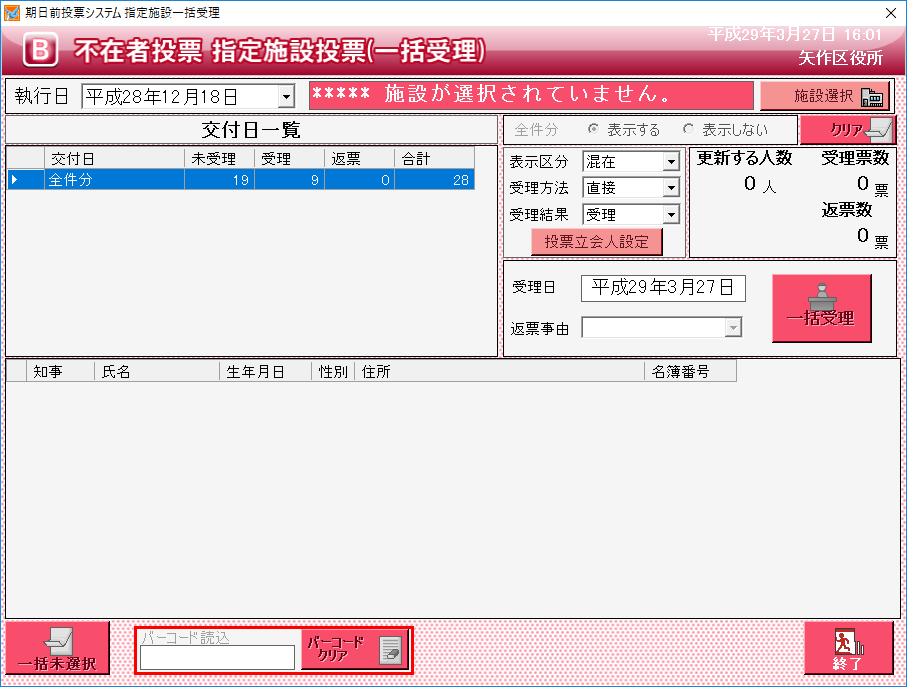 期日前投票システム 指定施設一括受理
平成29年3月27日 16:01
B 不在者投票 指定施設投票(一括受理)
矢作区役所
執行日 平成28年12月18日 ***** 施設が選択されていません。 施設選択
交付日一覧
全件分 表示する 表示しない クリア
交付日 未受理 受理 返票 合計
全件分 19 9 0 28
表示区分 混在
受理方法 直接
受理結果 受理
投票立会人設定
更新する人数 受理票数
0 人 0 票
返票数
0 票
受理日 平成29年3月27日
返票事由
一括受理
知事 氏名 生年月日 性別 住所 名簿番号
一括未選択
バーコード読込
バーコード
クリア
終了